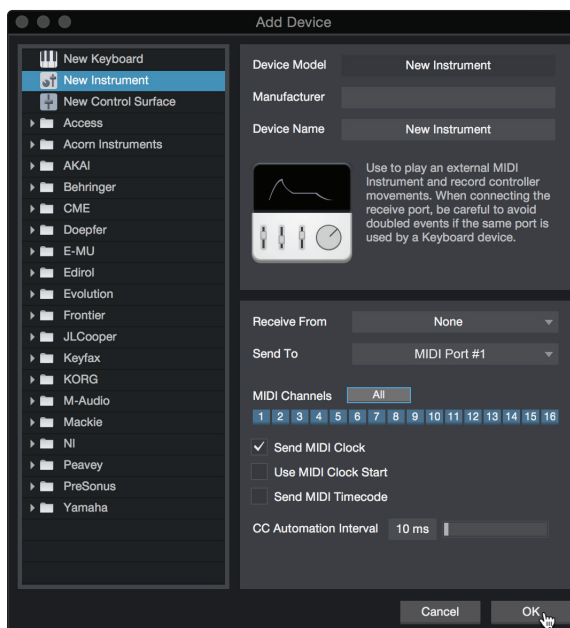 Add Device
New Keyboard
New Instrument
New Control Surface
Access
Acorn Instruments
AKAI
Behringer
CME
Doepfer
E-MU
Edirol
Evolution
Frontier
JLCooper
Keyfax
KORG
M-Audio
Mackie
NI
Peavey
PreSonus
Yamaha
Device Model New Instrument
Manufacturer
Device Name New Instrument
Use to play an external MIDI
Instrument and record controller
movements. When connecting the
receive port, be careful to avoid
doubled events if the same port is
used by a Keyboard device.
Receive From None
Send To MIDI Port #1
MIDI Channels All
1 2 3 4 5 6 7 8 9 10 11 12 13 14 15 16
Send MIDI Clock
Use MIDI Clock Start
Send MIDI Timecode
CC Automation Interval 10 ms
Cancel OK